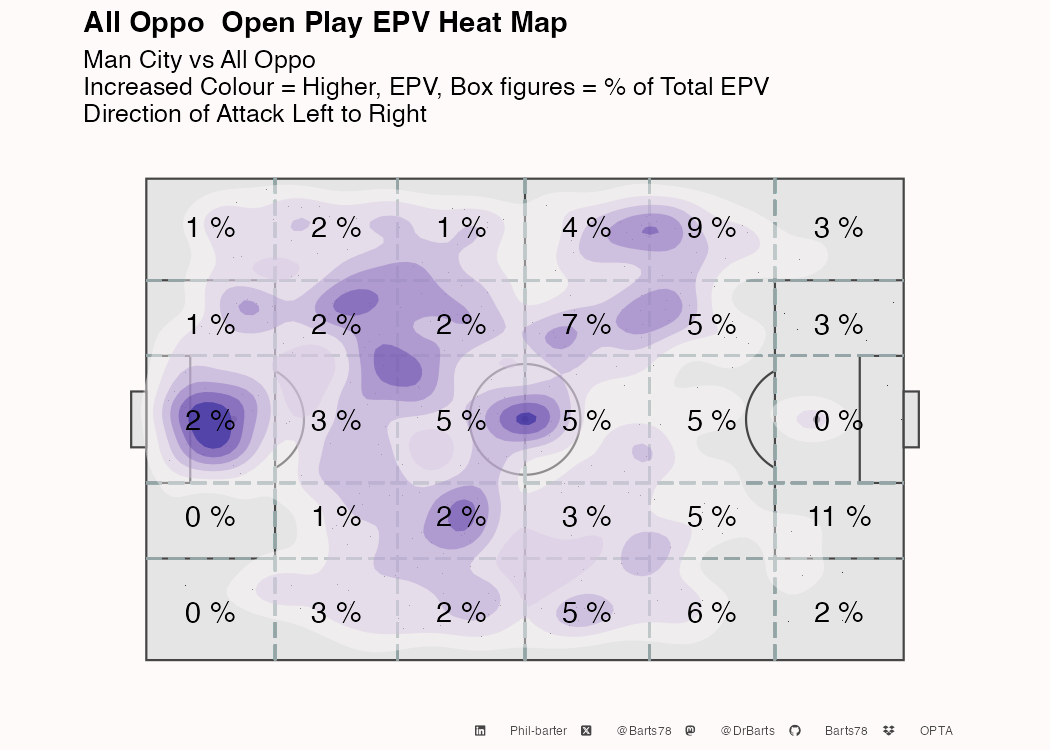 All Oppo  Open Play EPV Heat Map
Man City vs All Oppo
Increased Colour = Higher, EPV, Box figures = % of Total EPV
Direction of Attack Left to Right
1 % 2 % 1 % 4 % 9 % 3 %
1 % 2 % 2 % 7 % 5 % 3 %
2 % 3 % 5 % 5 % 5 % 0 %
0 % 1 % 2 % 3 % 5 % 11 %
0 % 3 % 2 % 5 % 6 % 2 %
Phil-barter @Barts78 @DrBarts Barts78 OPTA